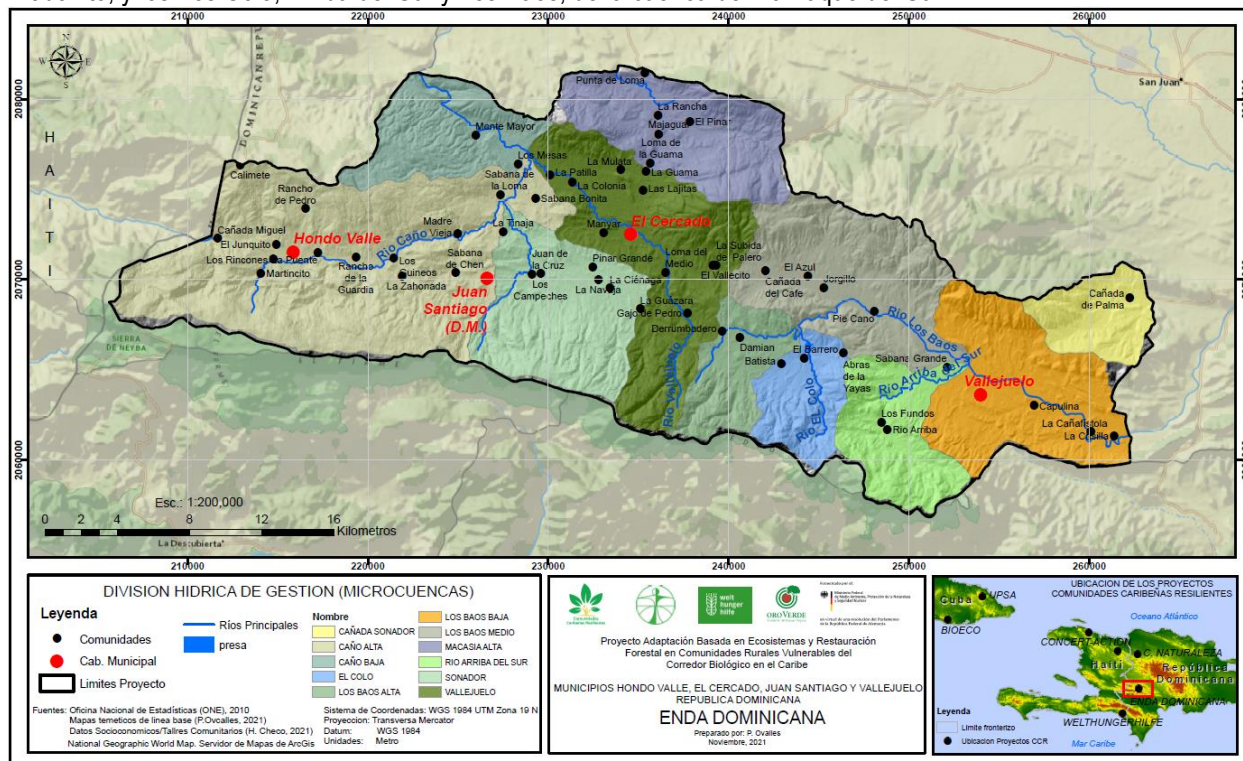 210000
220000
230000
240000
250000
260000
2080000
2070000
2060000
N
W
E
S
H A I T I
DOMINICAN REPU
San Juan
Punta de Loma
La Rancha
Majagual
El Pinar
Loma de
la Guama
Monte Mayor
Los Mesas
La Mulata
La Guama
Calimete
Sabana de
la Loma
La Patilla
La Colonia
Las Lajitas
Rancho
de Pedro
Sabana Bonita
Cañada Miguel
El Junquito
Hondo Valle
Rio Caño
Madre
Vieja
La Tinaja
Manyar
El Cercado
Los Rincones
La Puente
Martincito
Rancho
de la
Guardia
Los
Guineos
La Zahonada
Sabana
de Chen
Juan de
la Cruz
Pinar Grande
Loma del
Medio
La Subida
de Palero
El Vallecito
El Azul
Cañada
del Cafe
Jorgillo
Cañada
de Palma
Juan
Santiago
(D.M.)
Los
Campeches
La Ciénaga
La Navaja
La Guázara
Gajo de Pedro
Derrumbadero
Pie Cano
Rio Los Baos
SIERRA
DE NEYBA
Damian
Batista
El Barrero
Abras
de la
Yayas
Sabana Grande
Rio Arriba del Sur
Vallejuelo
Rio Vallejuelo
Rio EL Colo
Los Fundos
Rio Arriba
Capulina
La Cañafistola
Esc.: 1:200,000
0 2 4 8 12 16
Kilometros
La Descubierta
DIVISION HIDRICA DE GESTION (MICROCUENCAS)
Leyenda
Comunidades
Cab. Municipal
Limites Proyecto
Ríos Principales
presa
Nombre
CAÑADA SONADOR
CAÑO ALTA
CAÑO BAJA
EL COLO
LOS BAOS ALTA
LOS BAOS BAJA
LOS BAOS MEDIO
MACASIA ALTA
RIO ARRIBA DEL SUR
SONADOR
VALLEJUELO
Fuentes: Oficina Nacional de Estadísticas (ONE), 2010
Mapas temeticos de línea base (P.Ovalles, 2021)
Datos Socioconomicos/Talleres Comunitarios (H. Checo, 2021)
National Geographic World Map. Servidor de Mapas de ArcGis
Sistema de Coordenadas: WGS 1984 UTM Zona 19 N
Proyeccion: Transversa Mercator
Datum: WGS 1984
Unidades: Metro
welt
hunger
hilfe
OROVERDE
Proyecto Adaptación Basada en Ecosistemas y Restauración
Forestal en Comunidades Rurales Vulnerables del
Corredor Biológico en el Caribe
MUNICIPIOS HONDO VALLE, EL CERCADO, JUAN SANTIAGO Y VALLEJUELO
REPUBLICA DOMINICANA
ENDA DOMINICANA
Preparado por: P. Ovalles
Noviembre, 2021
UBICACION DE LOS PROYECTOS
COMUNIDADES CARIBEÑAS RESILIENTES
Cuba
UPSA
BIOECO
Oceano Atlántico
CONCERT-ACTION
C. NATURALEZA
Haiti
República
Dominicana
ENDA DOMINICANA
WELTHUNGERHILFE
Mar Caribe
Leyenda
Limite fronterizo
Ubicacion Proyectos CCR